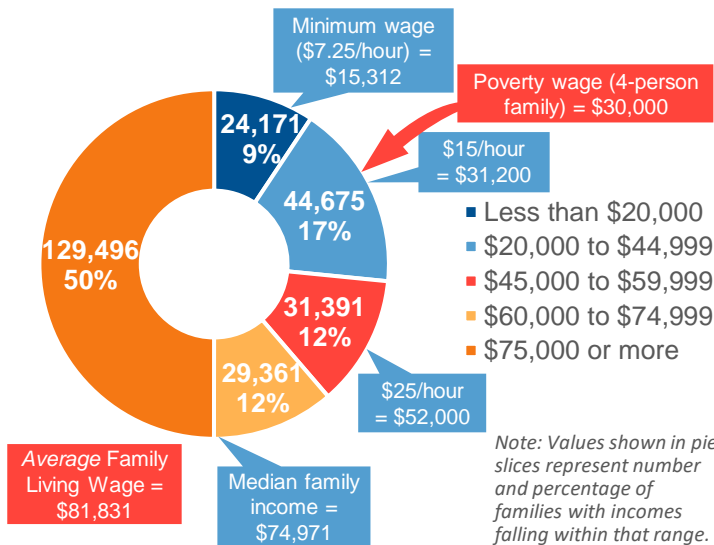 Minimum wage
($7.25/hour) =
$15,312
Poverty wage (4-person
family) = $30,000
$15/hour
= $31,200
24,171
9%
44,675
17%
129,496
50%
31,391
12%
29,361
12%
Less than $20,000
$20,000 to $44,999
$45,000 to $59,999
$60,000 to $74,999
$75,000 or more
$25/hour
= $52,000
Average Family
Living Wage =
$81,831
Median family
income =
$74,971
Note: Values shown in pie
slices represent number
and percentage of
families with incomes
falling within that range.